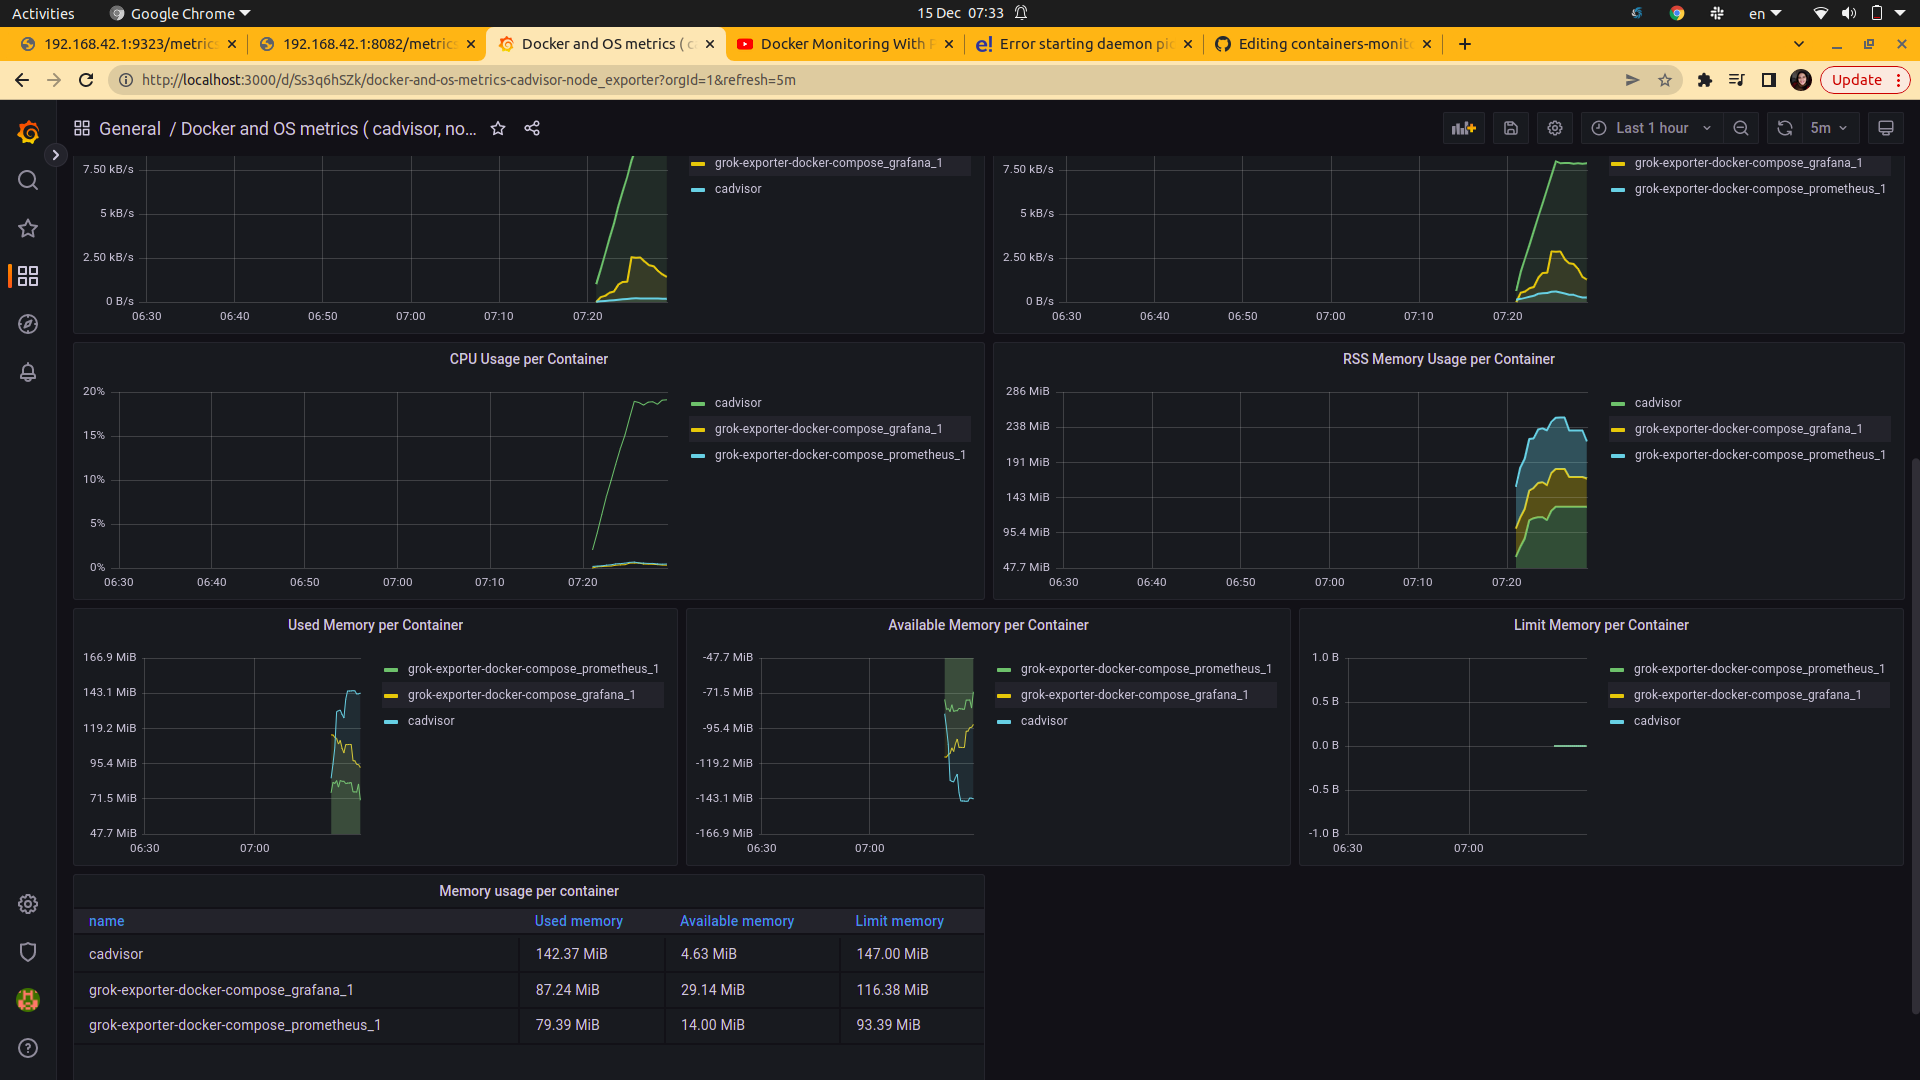 Activities Google Chrome 15 Dec 07:33 en
192.168.42.1:9323/metrics 192.168.42.1:8082/metrics Docker and OS metrics ( c Docker Monitoring With Error starting daemon pi Editing containers-monit
http://localhost:3000/d/Ss3q6hSZk/docker-and-os-metrics-cadvisor-node_exporter?orgId=1&refresh=5m Update
General / Docker and OS metrics ( cadvisor, no... Last 1 hour 5m
7.50 kB/s
5 kB/s
2.50 kB/s
0 B/s
06:30 06:40 06:50 07:00 07:10 07:20
grok-exporter-docker-compose_grafana_1
cadvisor
7.50 kB/s
5 kB/s
2.50 kB/s
0 B/s
06:30 06:40 06:50 07:00 07:10 07:20
grok-exporter-docker-compose_grafana_1
grok-exporter-docker-compose_prometheus_1
CPU Usage per Container
20%
15%
10%
5%
0%
06:30 06:40 06:50 07:00 07:10 07:20
cadvisor
grok-exporter-docker-compose_grafana_1
grok-exporter-docker-compose_prometheus_1
RSS Memory Usage per Container
286 MiB
238 MiB
191 MiB
143 MiB
95.4 MiB
47.7 MiB
06:30 06:40 06:50 07:00 07:10 07:20
cadvisor
grok-exporter-docker-compose_grafana_1
grok-exporter-docker-compose_prometheus_1
Used Memory per Container
166.9 MiB
143.1 MiB
119.2 MiB
95.4 MiB
71.5 MiB
47.7 MiB
06:30 07:00
grok-exporter-docker-compose_prometheus_1
grok-exporter-docker-compose_grafana_1
cadvisor
Available Memory per Container
-47.7 MiB
-71.5 MiB
-95.4 MiB
-119.2 MiB
-143.1 MiB
-166.9 MiB
06:30 07:00
grok-exporter-docker-compose_prometheus_1
grok-exporter-docker-compose_grafana_1
cadvisor
Limit Memory per Container
1.0 B
0.5 B
0.0 B
-0.5 B
-1.0 B
06:30 07:00
grok-exporter-docker-compose_prometheus_1
grok-exporter-docker-compose_grafana_1
cadvisor
Memory usage per container
name Used memory Available memory Limit memory
cadvisor 142.37 MiB 4.63 MiB 147.00 MiB
grok-exporter-docker-compose_grafana_1 87.24 MiB 29.14 MiB 116.38 MiB
grok-exporter-docker-compose_prometheus_1 79.39 MiB 14.00 MiB 93.39 MiB